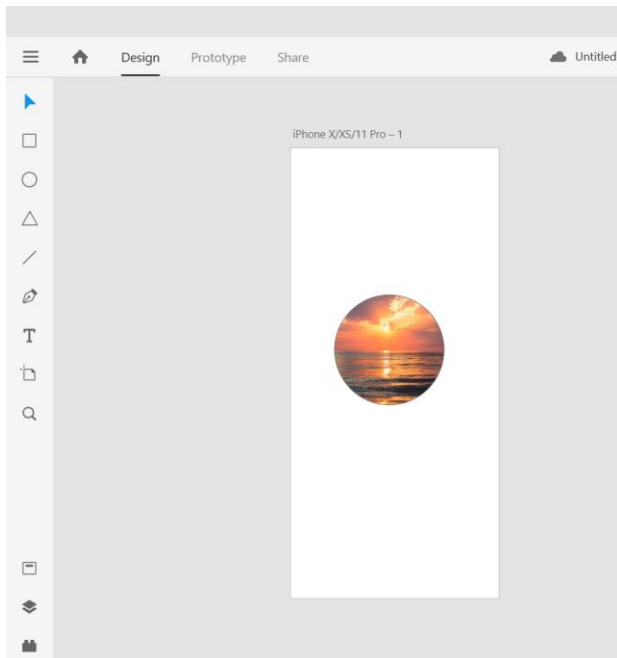 Design Prototype Share Untitled
iPhone X/XS/11 Pro – 1
T